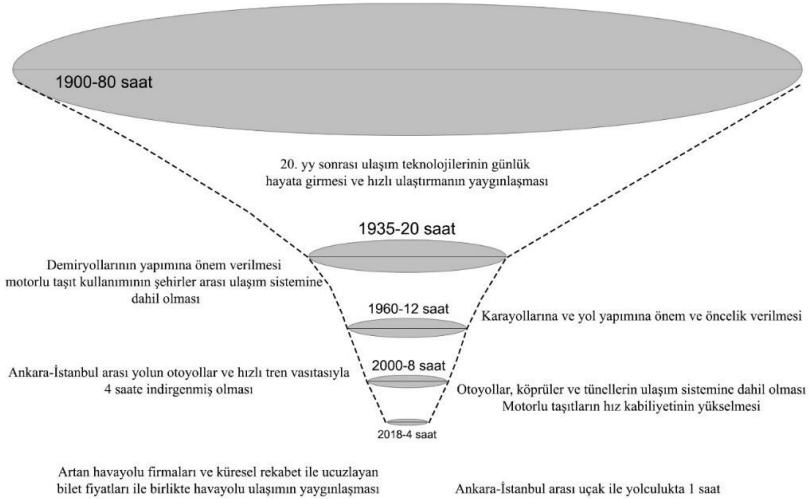 1900-80 saat
20. yy sonrası ulaşım teknolojilerinin günlük
hayata girmesi ve hızlı ulaştırmanın yaygınlaşması
1935-20 saat
Demiryollarının yapımına önem verilmesi
motorlu taşıt kullanımının şehirler arası ulaşım sistemine
dahil olması
1960-12 saat
Karayollarına ve yol yapımına önem ve öncelik verilmesi
2000-8 saat
Ankara-İstanbul arası yolun otoyollar ve hızlı tren vasıtasıyla
4 saate indirgenmiş olması
Otoyollar, köprüler ve tünellerin ulaşım sistemine dahil olması
Motorlu taşıtların hız kabiliyetinin yükselmesi
2018-4 saat
Artan havayolu firmaları ve küresel rekabet ile ucuzlayan
bilet fiyatları ile birlikte havayolu ulaşımın yaygınlaşması
Ankara-İstanbul arası uçak ile yolculukta 1 saat